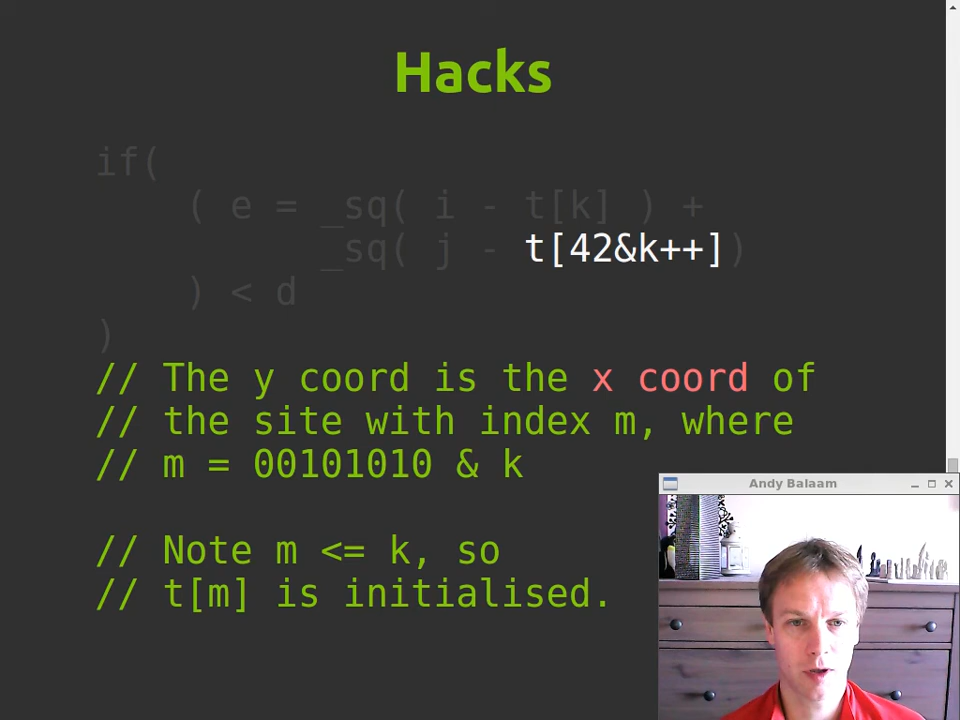 Hacks
if(
( e = _sq( i - t[k] ) +
_sq( j - t[42&k++])
) < d
)
// The y coord is the x coord of
// the site with index m, where
// m = 00101010 & k
// Note m <= k, so
// t[m] is initialised.
Andy Balaam